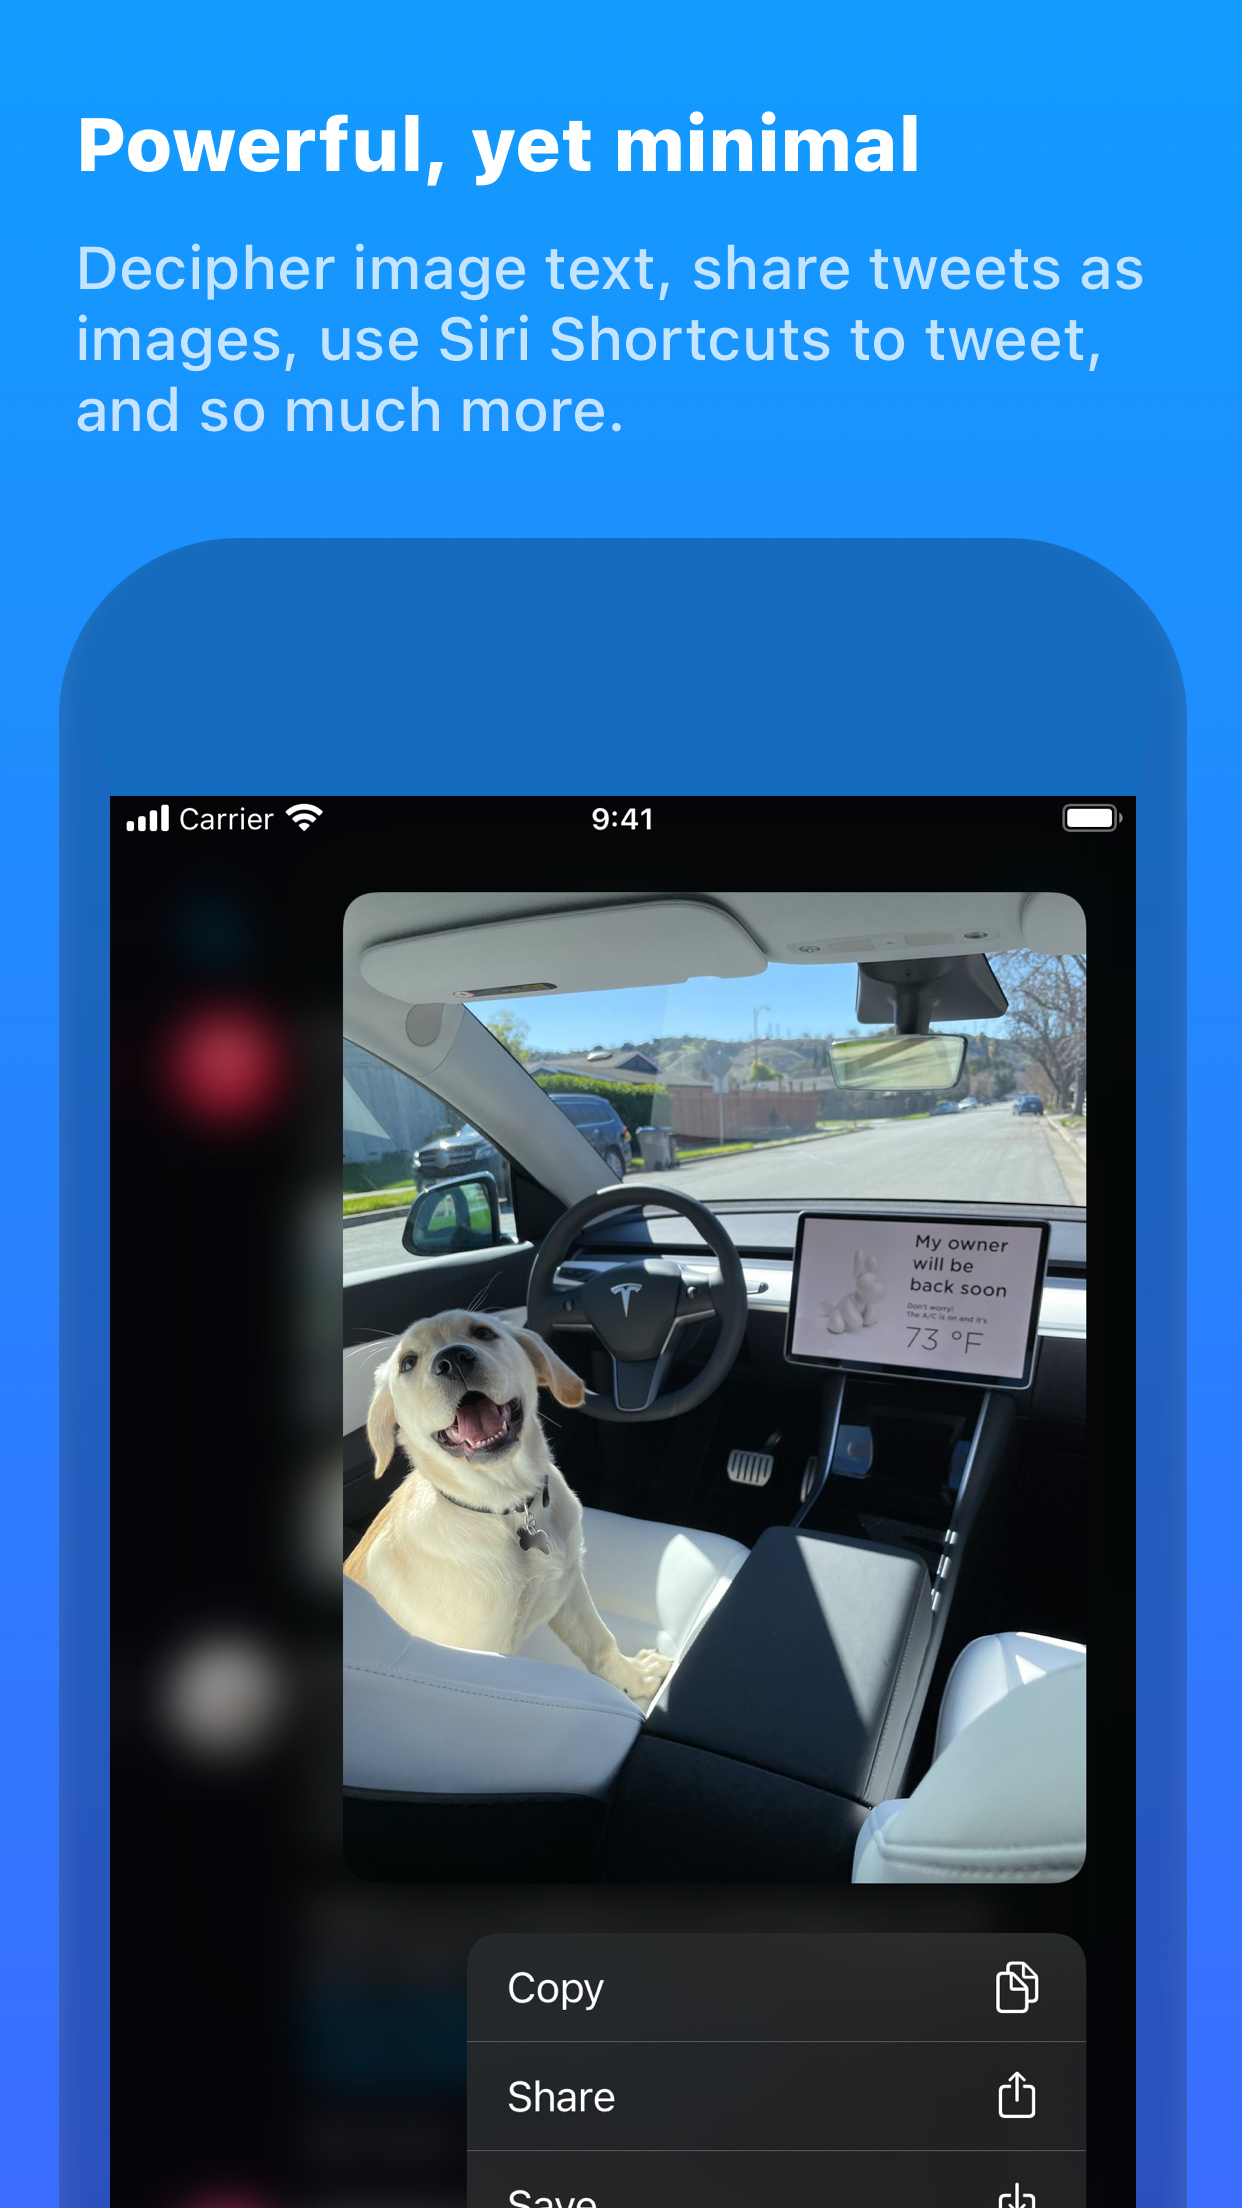 Powerful, yet minimal
Decipher image text, share tweets as
images, use Siri Shortcuts to tweet,
and so much more.
Carrier
9:41
My owner
will be
back soon
Don't worry!
The A/C is on and it's
73 °F
Copy
Share
Save